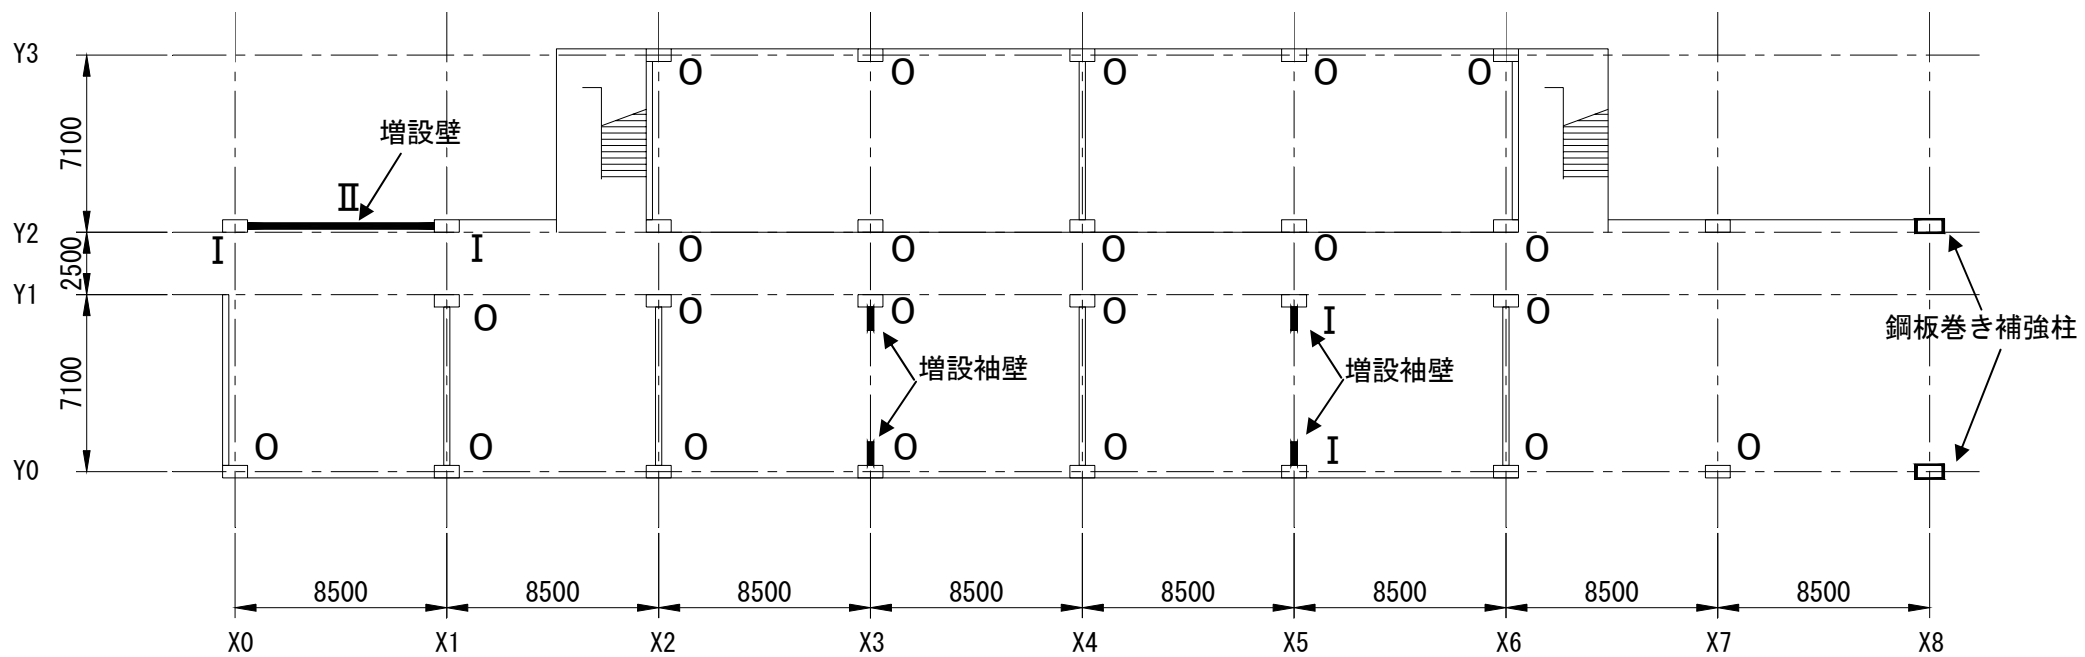 Y3
O O O O O
7100
増設壁
Ⅱ
Y2
I I O O O O O
2500
Y1
O O O O I O
鋼板巻き補強柱
増設袖壁 増設袖壁
7100
O O O O O I O O
Y0
8500 8500 8500 8500 8500 8500 8500 8500
X0 X1 X2 X3 X4 X5 X6 X7 X8